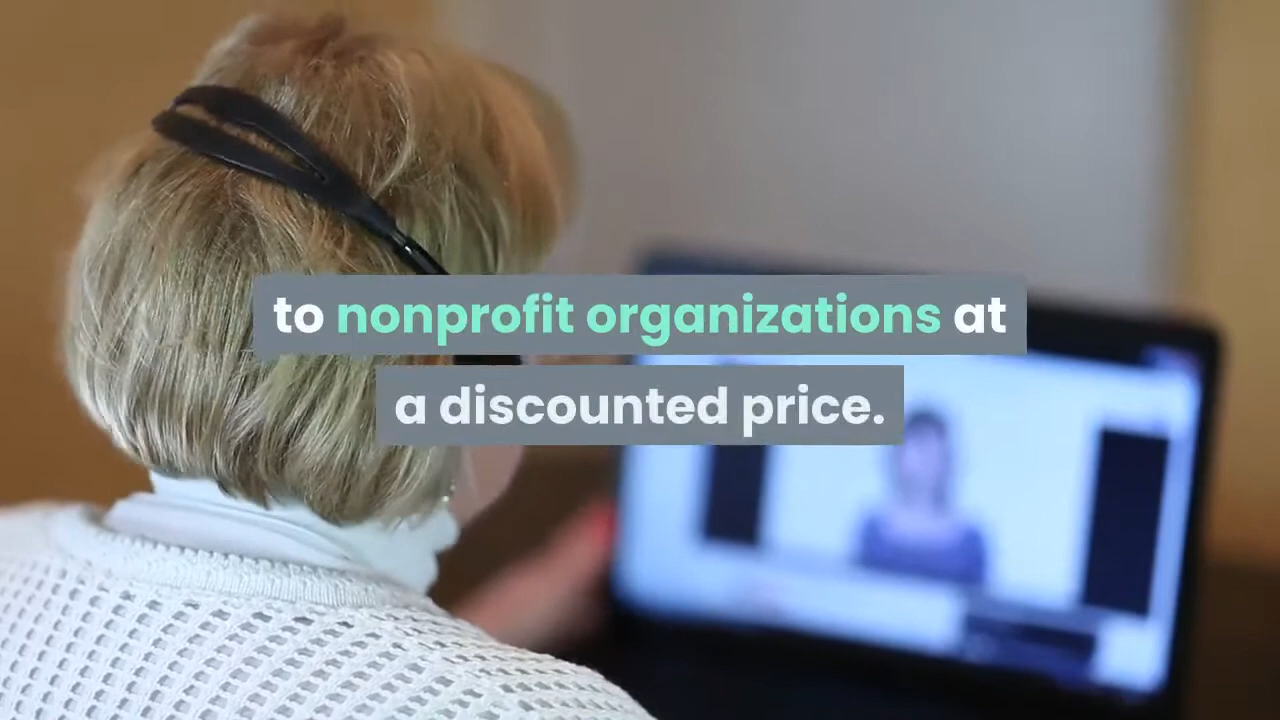 to nonprofit organizations at
a discounted price.